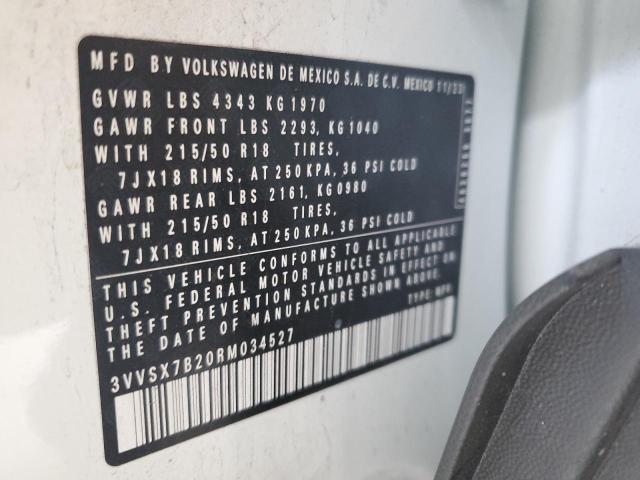 MFD BY VOLKSWAGEN DE MEXICO S.A. DE C.V. MEXICO 11/23
GVWR LBS 4343 KG 1970
GAWR FRONT LBS 2293, KG 1040
WITH 215/50 R18 TIRES,
7JX18 RIMS, AT 250 KPA, 36 PSI COLD
GAWR REAR LBS 2161, KG 0980
WITH 215/50 R18 TIRES,
7JX18 RIMS, AT 250 KPA, 36 PSI COLD
THIS VEHICLE CONFORMS TO ALL APPLICABLE
U.S. FEDERAL MOTOR VEHICLE SAFETY AND
THEFT PREVENTION STANDARDS IN EFFECT ON
THE DATE OF MANUFACTURE SHOWN ABOVE.
TYPE: MPV
3VVSX7B20RM034527